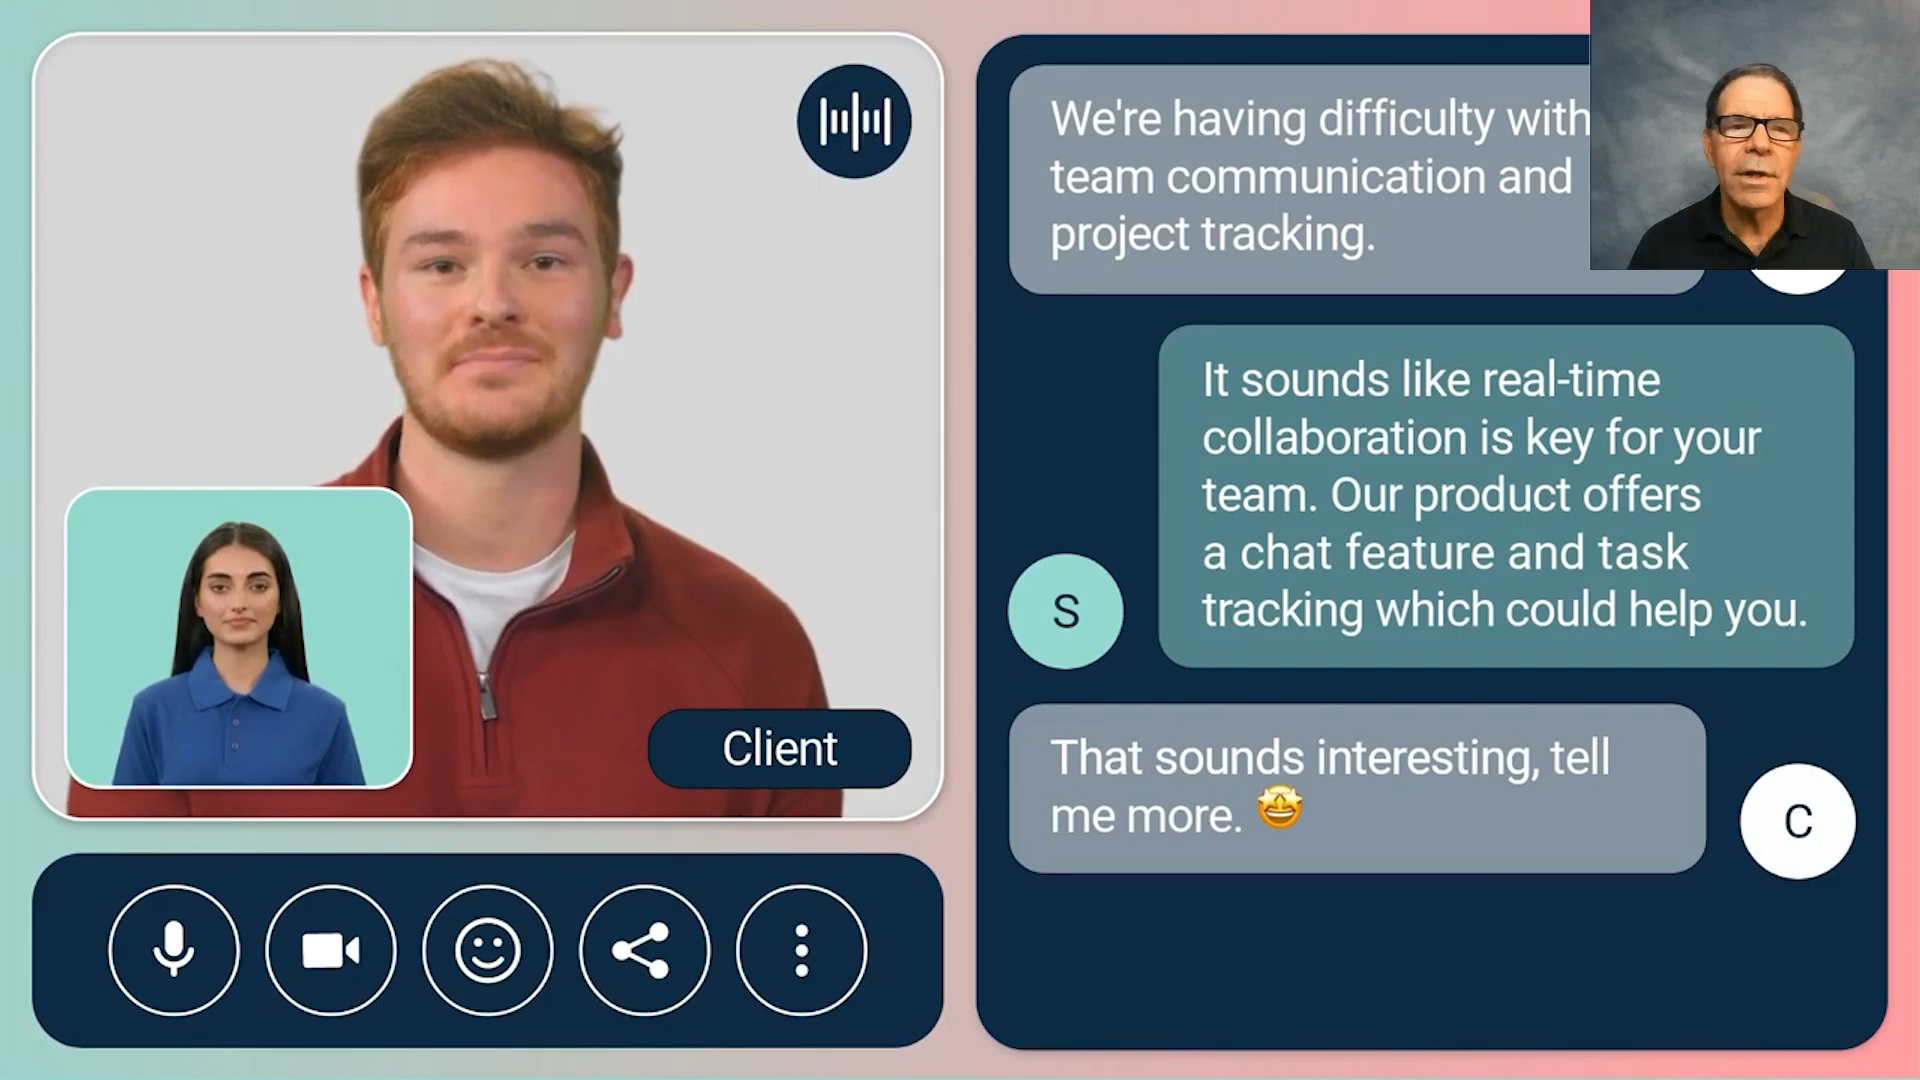 We're having difficulty with
team communication and
project tracking.
It sounds like real-time
collaboration is key for your
team. Our product offers
a chat feature and task
tracking which could help you.
S
That sounds interesting, tell
me more. 🤩
C
Client